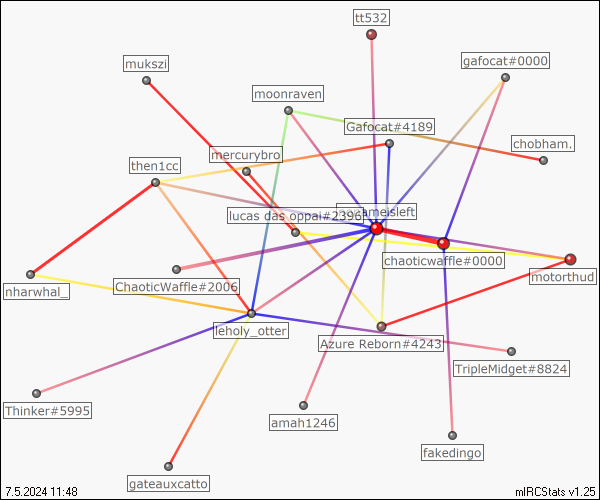 tt532
mukszi
gafocat#0000
moonraven
Gafocat#4189
chobham.
mercurybro
then1cc
lucas das oppai#2396
ameisleft
chaoticwaffle#0000
motorthud_
ChaoticWaffle#2006
nharwhal_
leholy_otter
Azure Reborn#4243
TripleMidget#8824
Thinker#5995
amah1246
fakedingo
gateauxcatto
7.5.2024 11:48
mIRCStats v1.25